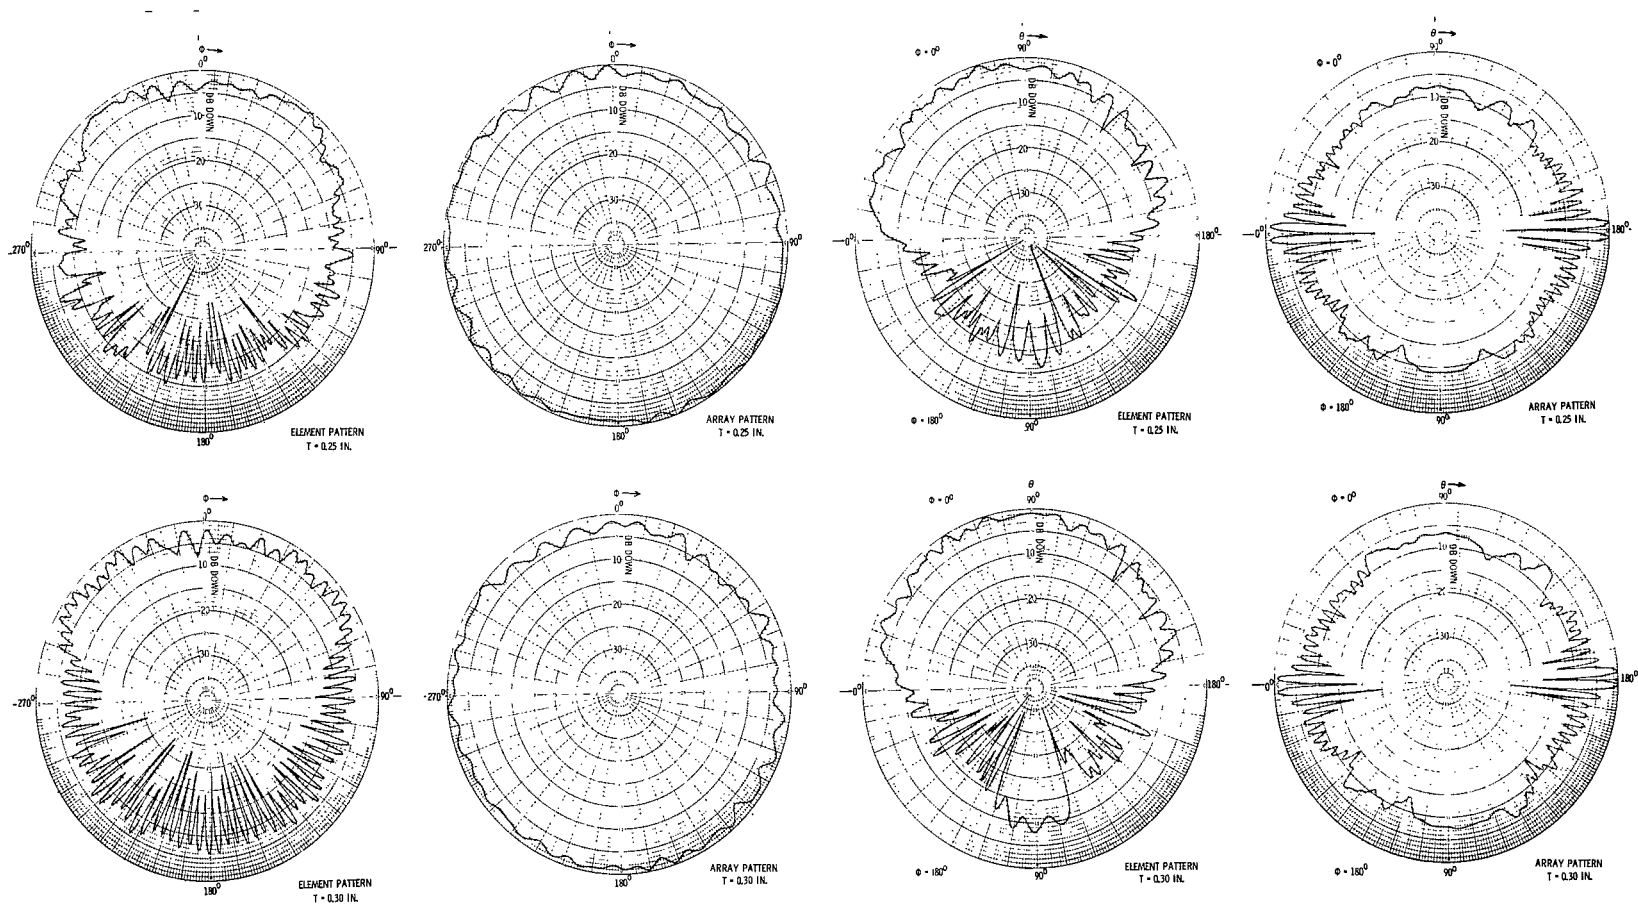 Φ →
0°
DB DOWN
10
20
30
-270°
90°
180°
ELEMENT PATTERN
T = 0.25 IN.
Φ →
0°
DB DOWN
10
20
30
270°
90°
180°
ARRAY PATTERN
T = 0.25 IN.
θ →
Φ = 0°
90°
DB DOWN
10
20
30
0°
180°
Φ = 180°
90°
ELEMENT PATTERN
T = 0.25 IN.
θ →
Φ = 0°
90°
DB DOWN
30
0°
180°
Φ = 180°
90°
ARRAY PATTERN
T = 0.25 IN.
Φ →
0°
DB DOWN
10
20
30
-270°
90°
180°
ELEMENT PATTERN
T = 0.30 IN.
Φ →
0°
DB DOWN
10
20
30
-270°
90°
180°
ARRAY PATTERN
T = 0.30 IN.
θ →
Φ = 0°
90°
DB DOWN
10
20
30
0°
180°
Φ = 180°
90°
ELEMENT PATTERN
T = 0.30 IN.
θ →
Φ = 0°
90°
DOWN
10
30
0°
180°
Φ = 180°
90°
ARRAY PATTERN
T = 0.30 IN.